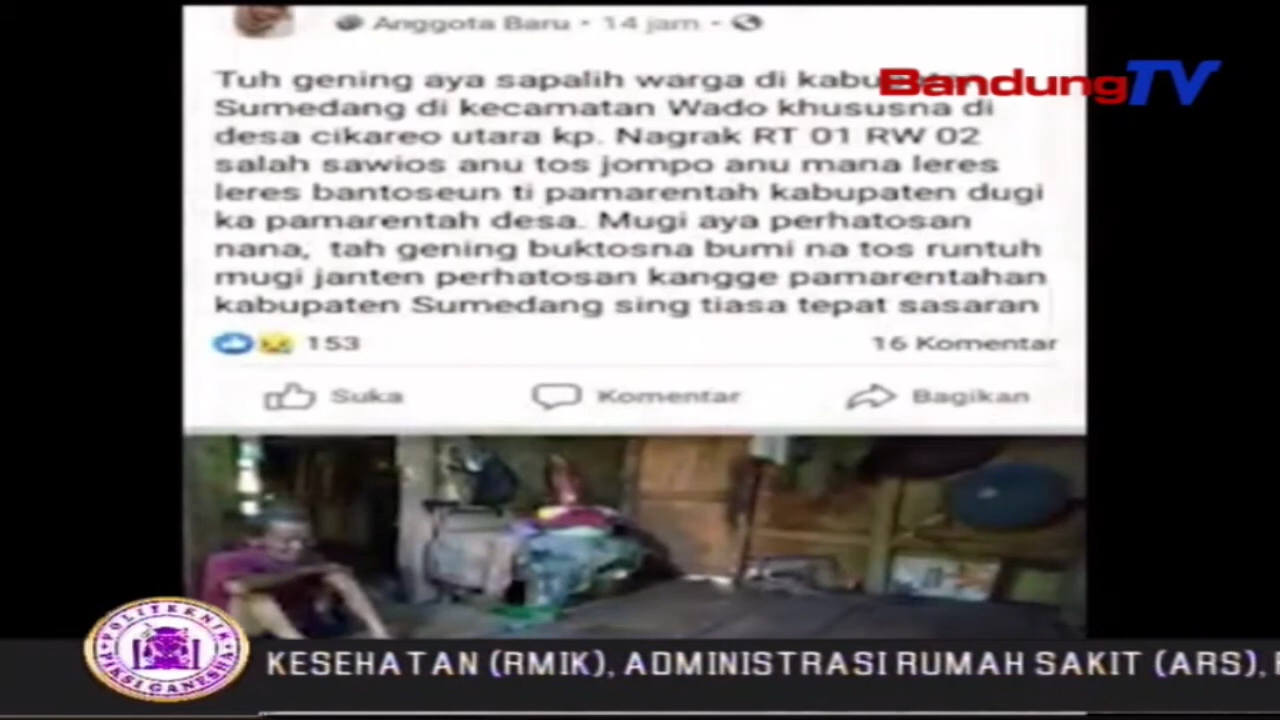 Anggota Baru · 14 jam ·
BandungTV
Tuh gening aya sapalih warga di
Sumedang di kecamatan Wado khususna di
desa cikareo utara kp. Nagrak RT 01 RW 02
salah sawios anu tos jompo anu mana leres
leres bantoseun ti pamarentah kabupaten dugi
ka pamarentah desa. Mugi aya perhatosan
nana, tah gening buktosna bumi na tos runtuh
mugi janten perhatosan kangge pamarentahan
kabupaten Sumedang sing tiasa tepat sasaran
153
16 Komentar
Suka
Komentar
Bagikan
POLITEKNIK
PIKSI GANESHA
KESEHATAN (RMIK), ADMINISTRASI RUMAH SAKIT (ARS),